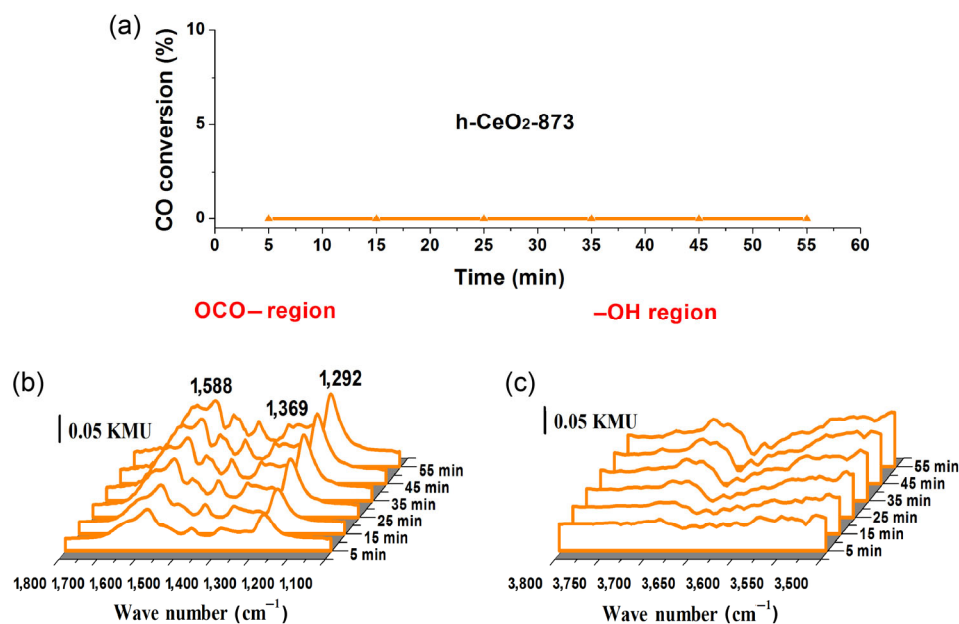 (a)
CO conversion (%)
10
5
0
h-CeO₂-873
0 5 10 15 20 25 30 35 40 45 50 55 60
Time (min)
OCO– region
–OH region
(b)
1,588
1,369
1,292
0.05 KMU
55 min
45 min
35 min
25 min
15 min
5 min
1,800 1,700 1,600 1,500 1,400 1,300 1,200 1,100
Wave number (cm⁻¹)
(c)
0.05 KMU
55 min
45 min
35 min
25 min
15 min
5 min
3,800 3,750 3,700 3,650 3,600 3,550 3,500
Wave number (cm⁻¹)